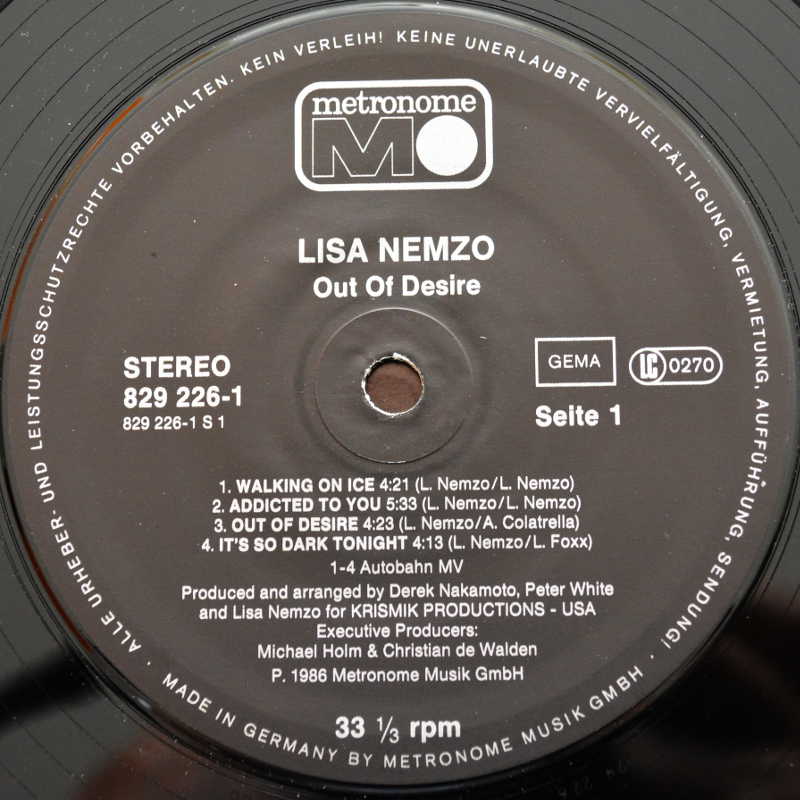 ALLE URHEBER- UND LEISTUNGSSCHUTZRECHTE VORBEHALTEN. KEIN VERLEIH! KEINE UNERLAUBTE VERVIELFÄLTIGUNG, VERMIETUNG, AUFFÜHRUNG, SENDUNG!
metronome
M
LISA NEMZO
Out Of Desire
STEREO
829 226-1
829 226-1 S 1
GEMA
LC 0270
Seite 1
1. WALKING ON ICE 4:21 (L. Nemzo/L. Nemzo)
2. ADDICTED TO YOU 5:33 (L. Nemzo/L. Nemzo)
3. OUT OF DESIRE 4:23 (L. Nemzo/A. Colatrella)
4. IT'S SO DARK TONIGHT 4:13 (L. Nemzo/L. Foxx)
1-4 Autobahn MV
Produced and arranged by Derek Nakamoto, Peter White
and Lisa Nemzo for KRISMIK PRODUCTIONS - USA
Executive Producers:
Michael Holm & Christian de Walden
P. 1986 Metronome Musik GmbH
33 1/3 rpm
· MADE IN GERMANY BY METRONOME MUSIK GMBH ·